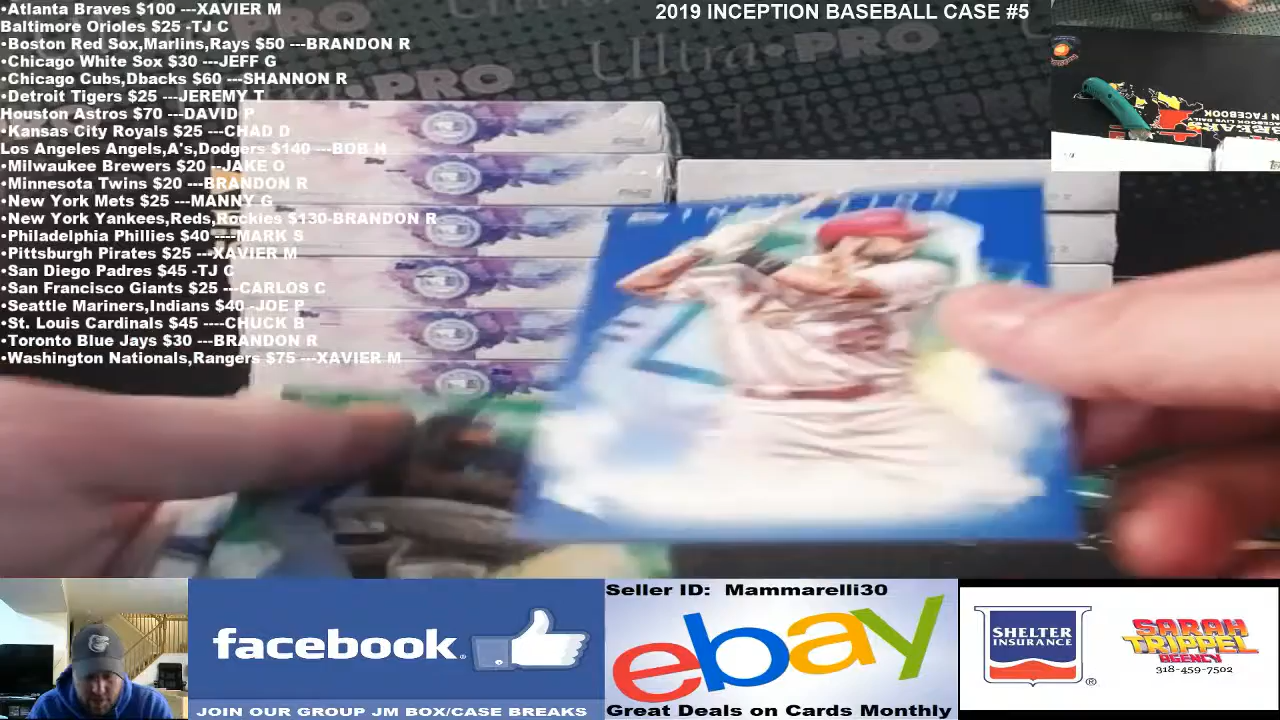 •Atlanta Braves $100 ---XAVIER M
Baltimore Orioles $25 -TJ C
•Boston Red Sox,Marlins,Rays $50 ---BRANDON R
•Chicago White Sox $30 ---JEFF G
•Chicago Cubs,Dbacks $60 ---SHANNON R
•Detroit Tigers $25 ---JEREMY T
Houston Astros $70 ---DAVID P
•Kansas City Royals $25 ---CHAD D
Los Angeles Angels,A's,Dodgers $140 ---BOB H
•Milwaukee Brewers $20 --JAKE O
•Minnesota Twins $20 ---BRANDON R
•New York Mets $25 ---MANNY G
•New York Yankees,Reds,Rockies $130-BRANDON R
•Philadelphia Phillies $40 ----MARK S
•Pittsburgh Pirates $25 ---XAVIER M
•San Diego Padres $45 -TJ C
•San Francisco Giants $25 ---CARLOS C
•Seattle Mariners,Indians $40 -JOE P
•St. Louis Cardinals $45 ----CHUCK B
•Toronto Blue Jays $30 ---BRANDON R
•Washington Nationals,Rangers $75 ---XAVIER M
2019 INCEPTION BASEBALL CASE #5
Ultra•PRO
PRO
INCEPTION
facebook
JOIN OUR GROUP JM BOX/CASE BREAKS
Seller ID: Mammarelli30
ebay
Great Deals on Cards Monthly
SHELTER
INSURANCE
®
SARAH
TRIPPEL
AGENCY
318-459-7502